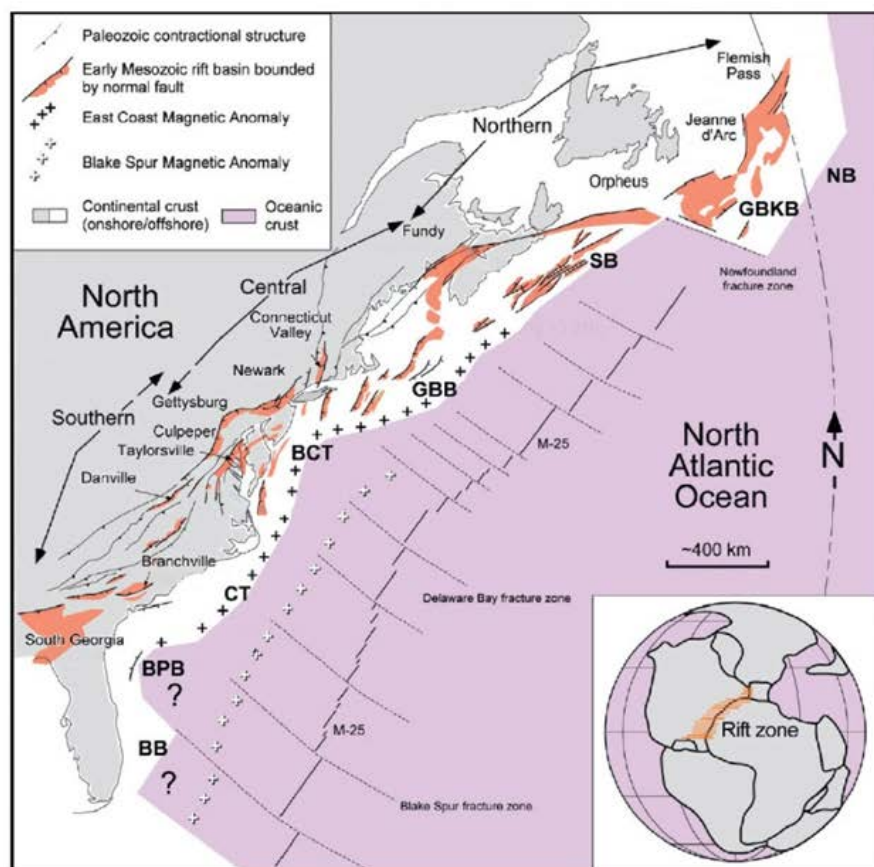 Paleozoic contractional structure
Early Mesozoic rift basin bounded
by normal fault
East Coast Magnetic Anomaly
Blake Spur Magnetic Anomaly
Continental crust
(onshore/offshore)
Oceanic
crust
Flemish
Pass
Jeanne
d'Arc
Northern
Orpheus
NB
GBKB
Fundy
SB
Newfoundland
fracture zone
Central
North
America
Connecticut
Valley
Newark
GBB
Gettysburg
Southern
Culpeper
Taylorsville
BCT
M-25
North
Atlantic
Ocean
N
Danville
~400 km
Branchville
CT
Delaware Bay fracture zone
South Georgia
BPB
?
M-25
BB
?
Blake Spur fracture zone
Rift zone